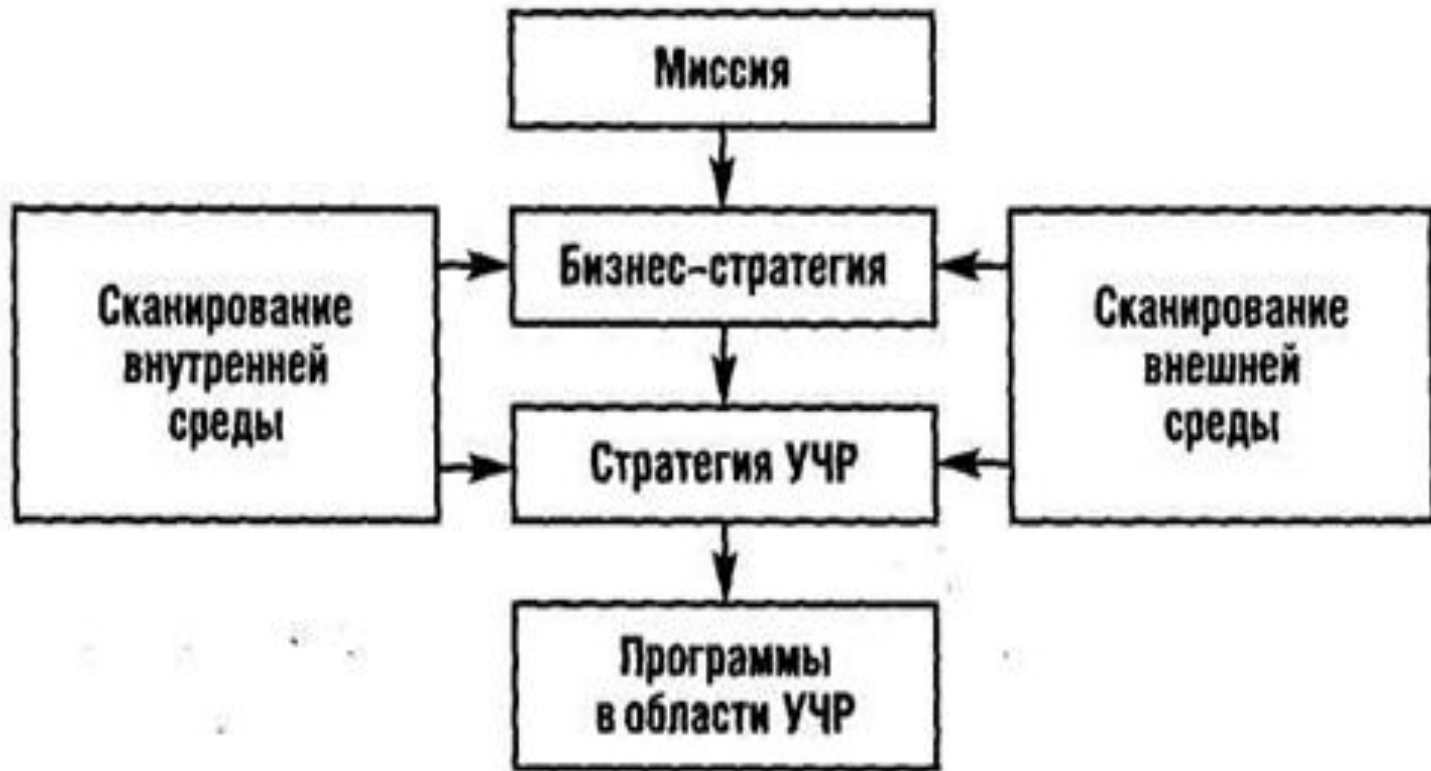 Миссия
Бизнес-стратегия
Сканирование
внутренней
среды
Сканирование
внешней
среды
Стратегия УЧР
Программы
в области УЧР